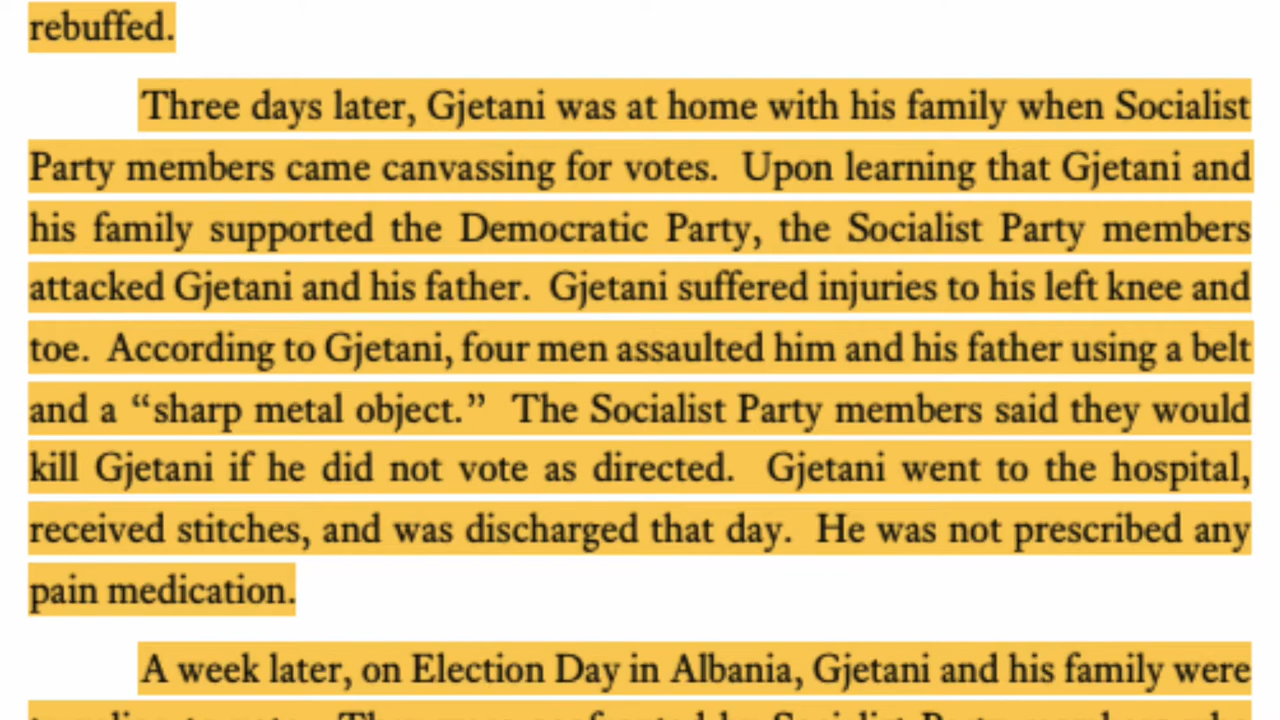 rebuffed.
Three days later, Gjetani was at home with his family when Socialist
Party members came canvassing for votes. Upon learning that Gjetani and
his family supported the Democratic Party, the Socialist Party members
attacked Gjetani and his father. Gjetani suffered injuries to his left knee and
toe. According to Gjetani, four men assaulted him and his father using a belt
and a “sharp metal object.” The Socialist Party members said they would
kill Gjetani if he did not vote as directed. Gjetani went to the hospital,
received stitches, and was discharged that day. He was not prescribed any
pain medication.
A week later, on Election Day in Albania, Gjetani and his family were